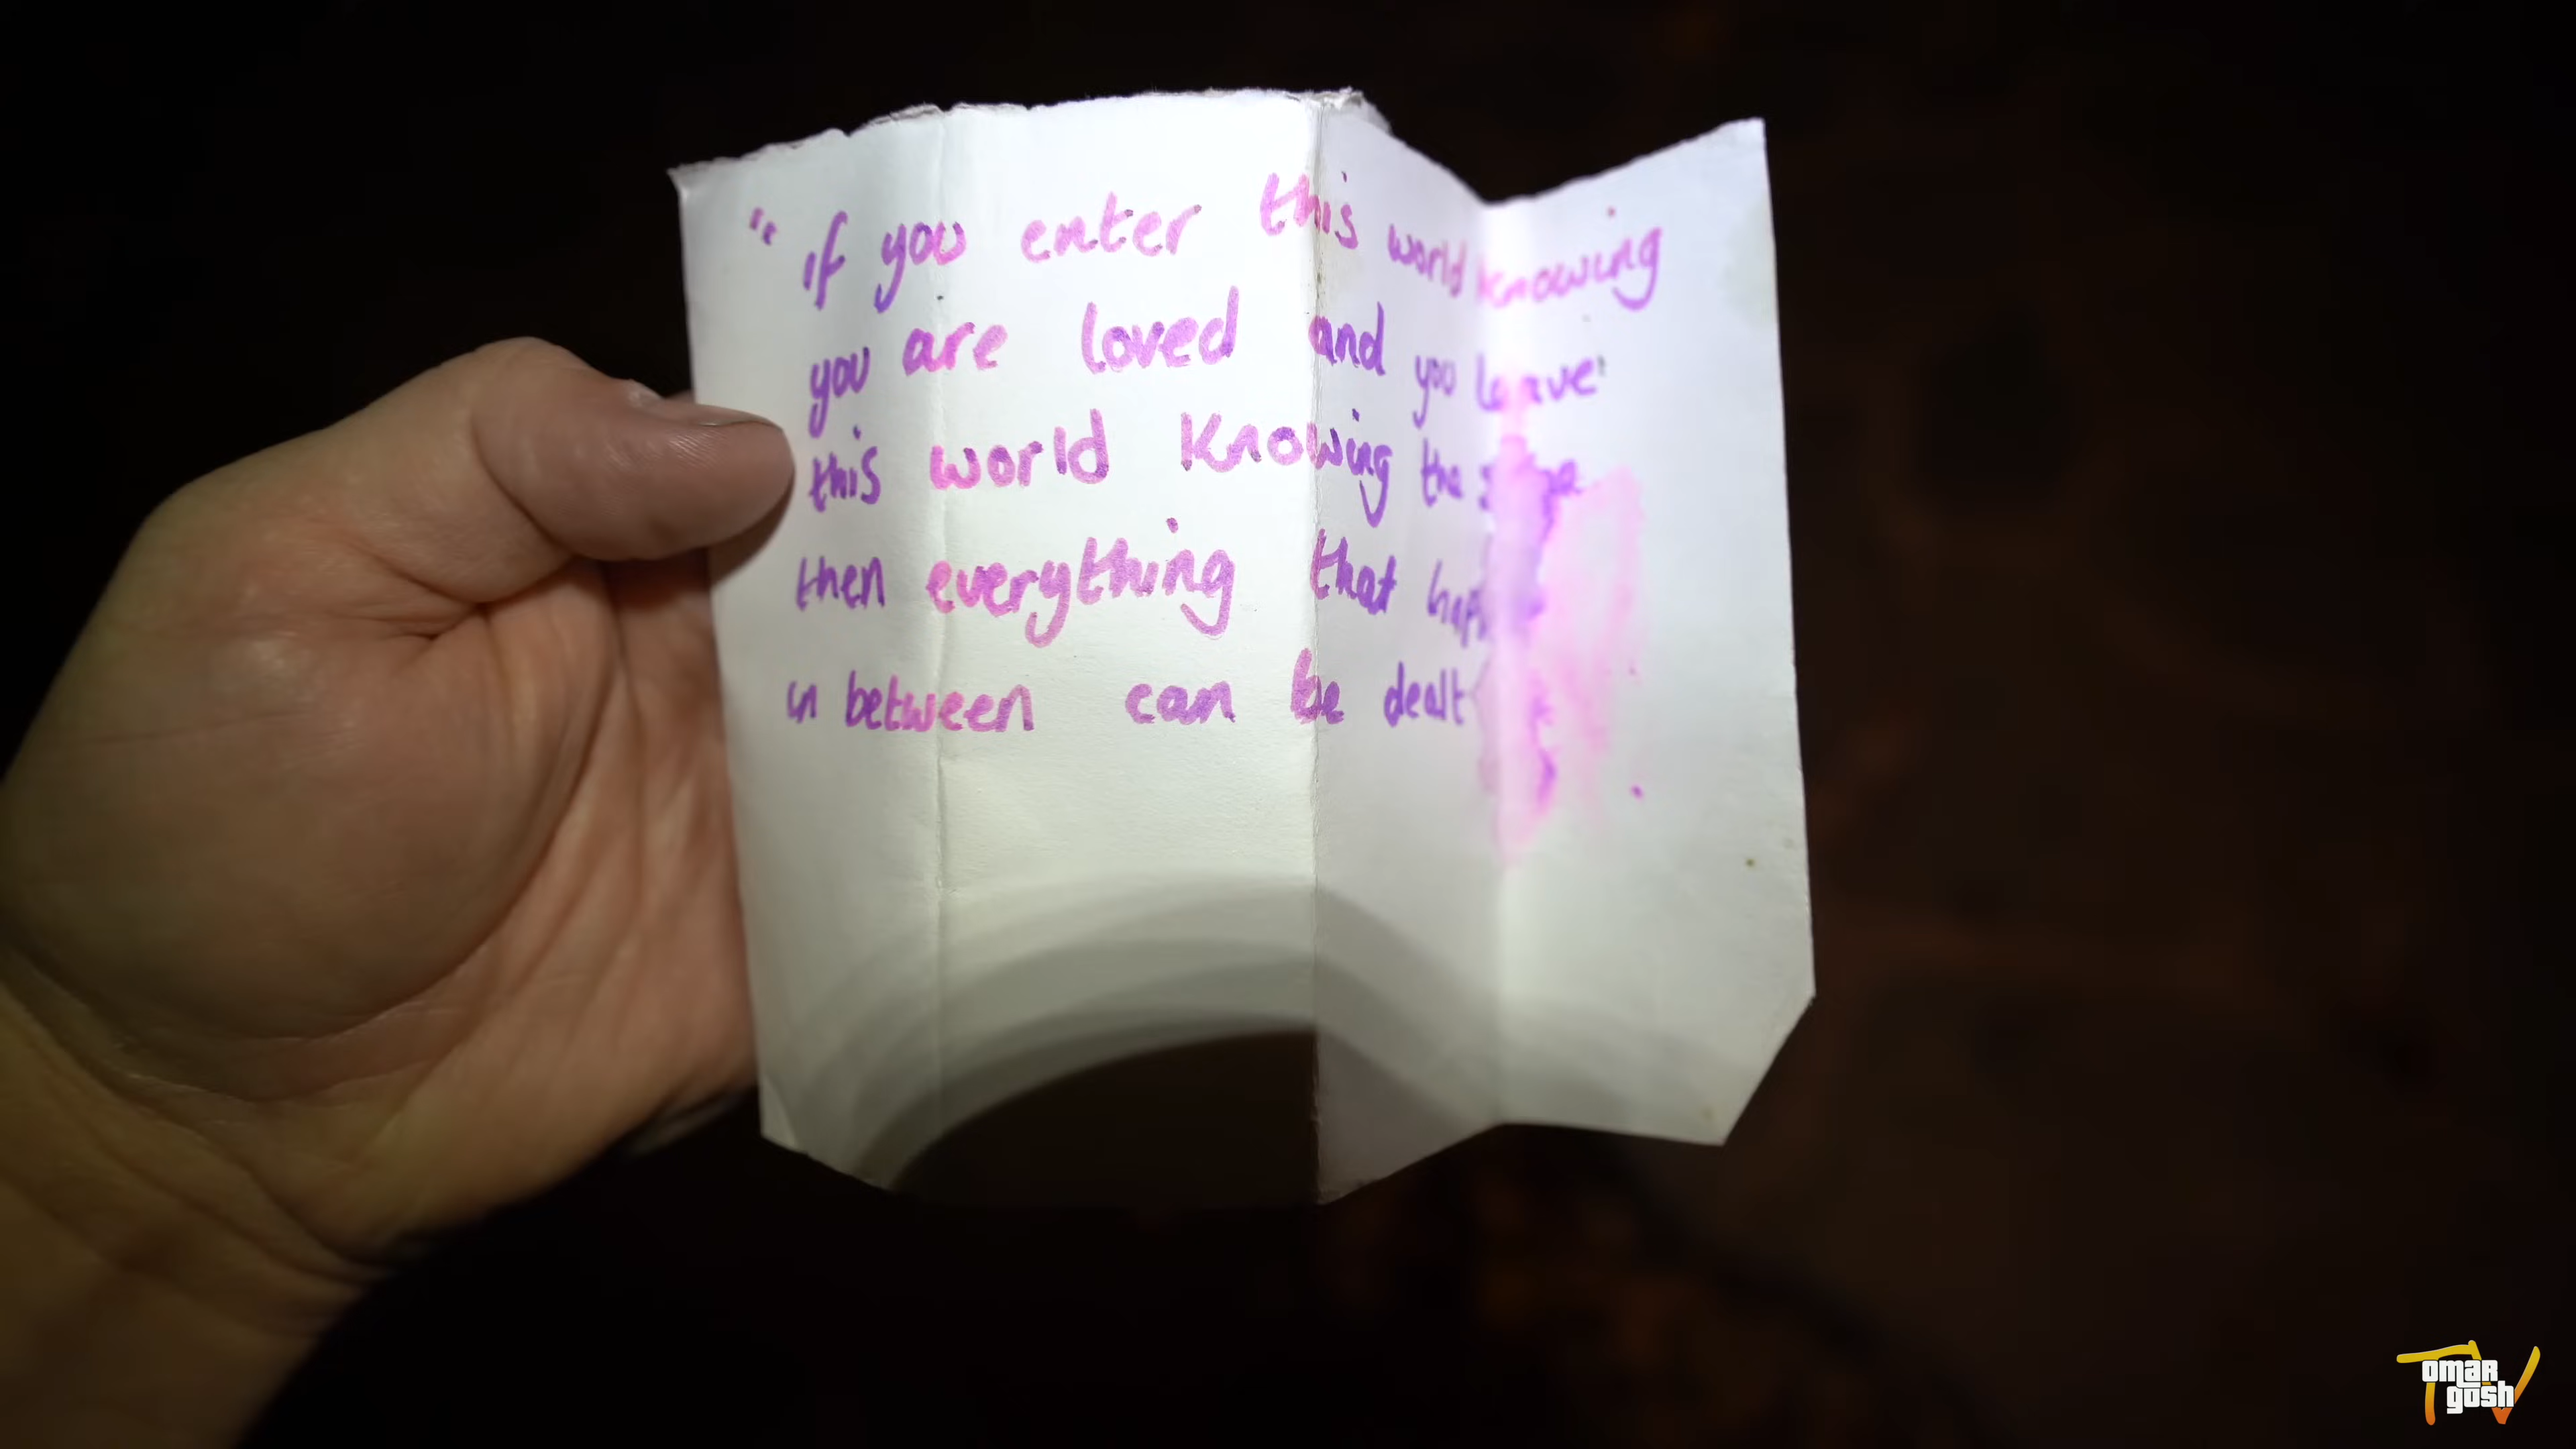 "If you enter this world knowing
you are loved and you leave
this world knowing the
then everything that
in between can be dealt
OMAR
GOSH
TV